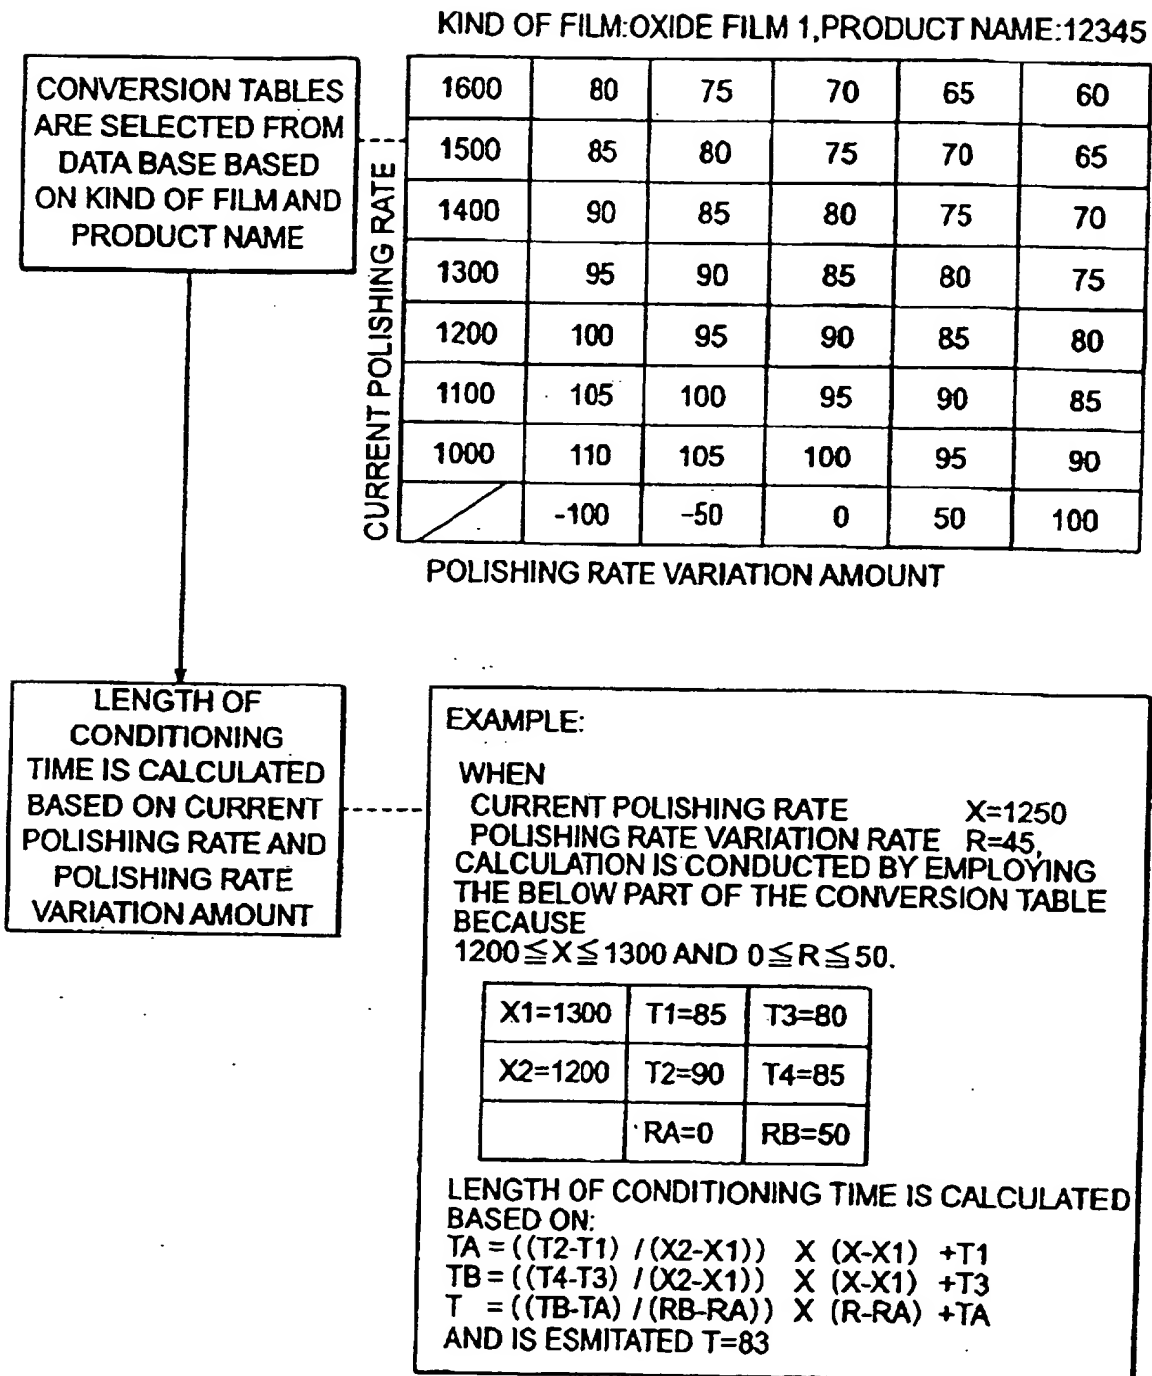 KIND OF FILM:OXIDE FILM 1,PRODUCT NAME:12345
CONVERSION TABLES
ARE SELECTED FROM
DATA BASE BASED
ON KIND OF FILM AND
PRODUCT NAME
CURRENT POLISHING RATE
1600 80 75 70 65 60
1500 85 80 75 70 65
1400 90 85 80 75 70
1300 95 90 85 80 75
1200 100 95 90 85 80
1100 105 100 95 90 85
1000 110 105 100 95 90
-100 -50 0 50 100
POLISHING RATE VARIATION AMOUNT
LENGTH OF
CONDITIONING
TIME IS CALCULATED
BASED ON CURRENT
POLISHING RATE AND
POLISHING RATE
VARIATION AMOUNT
EXAMPLE:
WHEN
CURRENT POLISHING RATE X=1250
POLISHING RATE VARIATION RATE R=45,
CALCULATION IS CONDUCTED BY EMPLOYING
THE BELOW PART OF THE CONVERSION TABLE
BECAUSE
1200≦X≦1300 AND 0≦R≦50.
X1=1300 T1=85 T3=80
X2=1200 T2=90 T4=85
RA=0 RB=50
LENGTH OF CONDITIONING TIME IS CALCULATED
BASED ON:
TA = ((T2-T1) / (X2-X1)) X (X-X1) +T1
TB = ((T4-T3) / (X2-X1)) X (X-X1) +T3
T = ((TB-TA) / (RB-RA)) X (R-RA) +TA
AND IS ESMITATED T=83